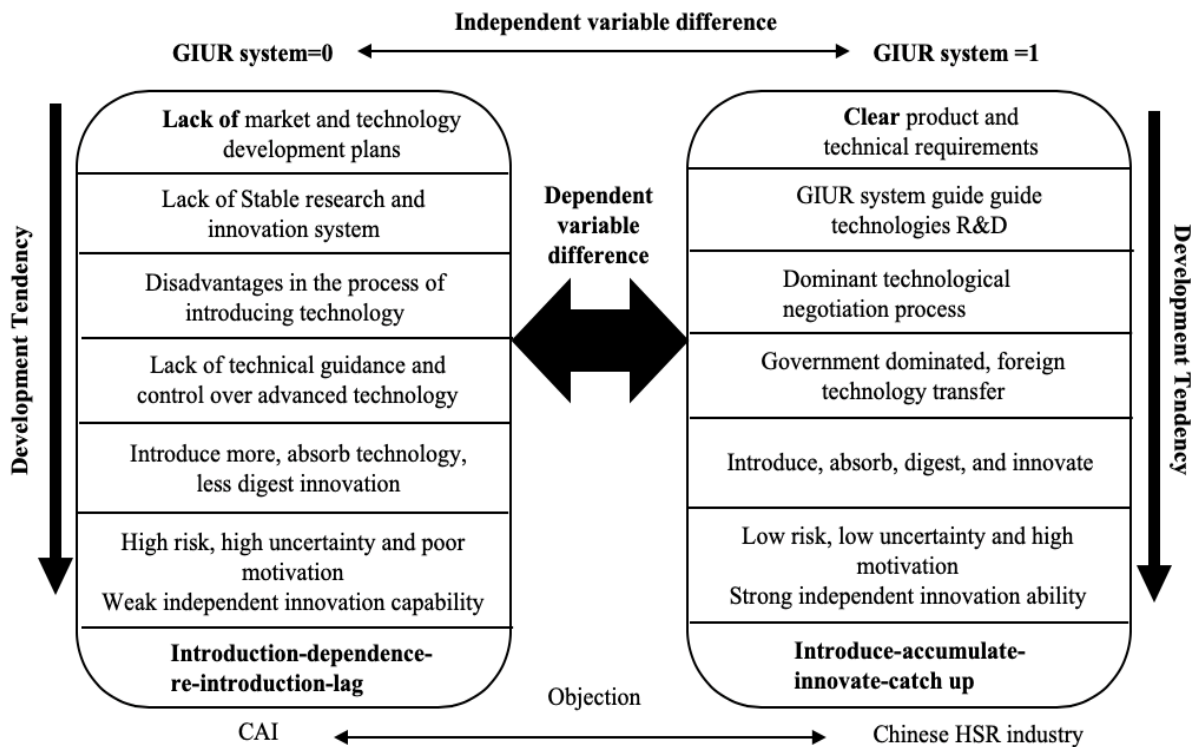 Independent variable difference
GIUR system=0
GIUR system =1
Development Tendency
Lack of market and technology
development plans
Lack of Stable research and
innovation system
Disadvantages in the process of
introducing technology
Lack of technical guidance and
control over advanced technology
Introduce more, absorb technology,
less digest innovation
High risk, high uncertainty and poor
motivation
Weak independent innovation capability
Introduction-dependence-
re-introduction-lag
CAI
Dependent
variable
difference
Clear product and
technical requirements
GIUR system guide guide
technologies R&D
Dominant technological
negotiation process
Government dominated, foreign
technology transfer
Introduce, absorb, digest, and innovate
Low risk, low uncertainty and high
motivation
Strong independent innovation ability
Introduce-accumulate-
innovate-catch up
Development Tendency
Objection
Chinese HSR industry